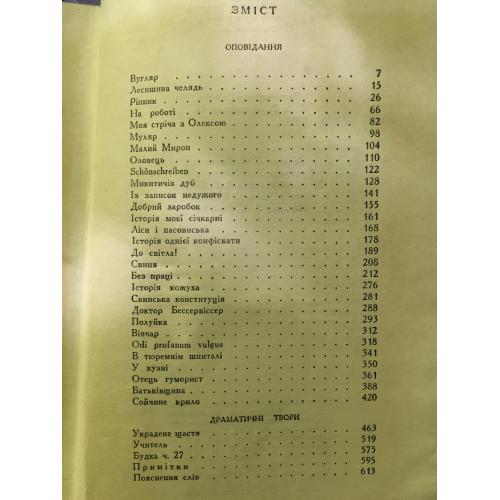 ЗМІСТ
ОПОВІДАННЯ
Вугляр . . . . . . . . . . . . . 7
Лесишина челядь . . . . . . . . . . . 15
Ріпник . . . . . . . . . . . . . 26
На роботі . . . . . . . . . . . . 66
Моя стріча з Олексою . . . . . . . . . 82
Муляр . . . . . . . . . . . . . 98
Малий Мирон . . . . . . . . . . . . 104
Оловець . . . . . . . . . . . . . 110
Schönschreiben . . . . . . . . . . . 122
Микитичів дуб . . . . . . . . . . . 128
Із записок недужого . . . . . . . . . . 141
Добрий заробок . . . . . . . . . . . 155
Історія моєї січкарні . . . . . . . . . 161
Ліси і пасовиська . . . . . . . . . . 168
Історія однієї конфіскати . . . . . . . . 178
До світла! . . . . . . . . . . . . 189
Свиня . . . . . . . . . . . . . 208
Без праці . . . . . . . . . . . . 212
Історія кожуха . . . . . . . . . . . 276
Свинська конституція . . . . . . . . . 281
Доктор Бессервіссер . . . . . . . . . . 288
Полуйка . . . . . . . . . . . . . 293
Вівчар . . . . . . . . . . . . . 312
Odi profanum vulgus . . . . . . . . . 318
В тюремнім шпиталі . . . . . . . . . . 341
У кузні . . . . . . . . . . . . . 350
Отець гуморист . . . . . . . . . . . 361
Батьківщина . . . . . . . . . . . . 388
Сойчине крило . . . . . . . . . . . 420
ДРАМАТИЧНІ ТВОРИ
Украдене щастя . . . . . . . . . . . 463
Учитель . . . . . . . . . . . . . 519
Будка ч. 27 . . . . . . . . . . . . 575
Примітки . . . . . . . . . . . . 595
Пояснення слів . . . . . . . . . . . 613